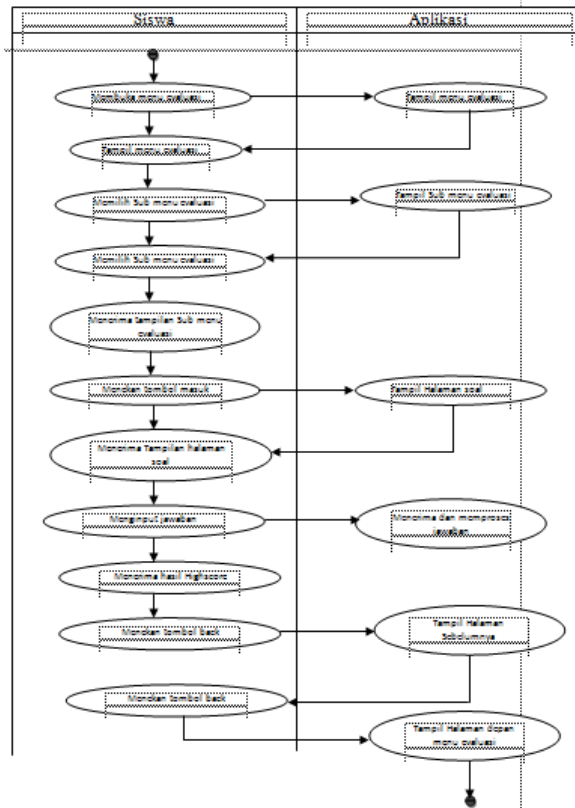 Siswa
Aplikasi
Membuka menu evaluasi
Tampil menu evaluasi
Tampil menu evaluasi
Memilih Sub menu evaluasi
Tampil Sub menu evaluasi
Memilih Sub menu evaluasi
Menerima tampilan Sub menu
evaluasi
Menekan tombol masuk
Tampil Halaman soal
Menerima Tampilan halaman
soal
Menginput jawaban
Menerima dan memproses
jawaban
Menerima hasil Highscore
Menekan tombol back
Tampil Halaman
Sebelumnya
Menekan tombol back
Tampil Halaman depan
menu evaluasi